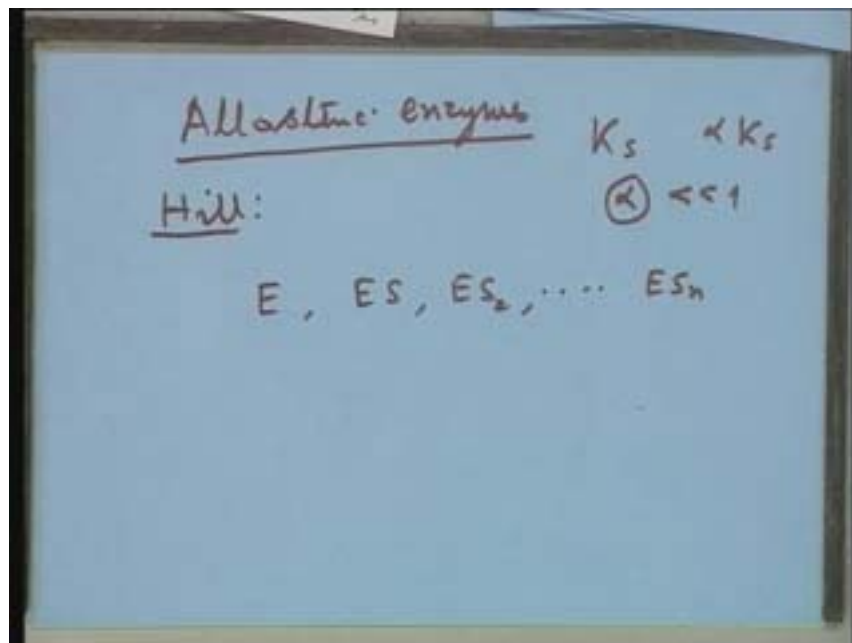 Allosteric enzymes
Ks αKs
Hill: α << 1
E, ES, ES₂, .... ESn